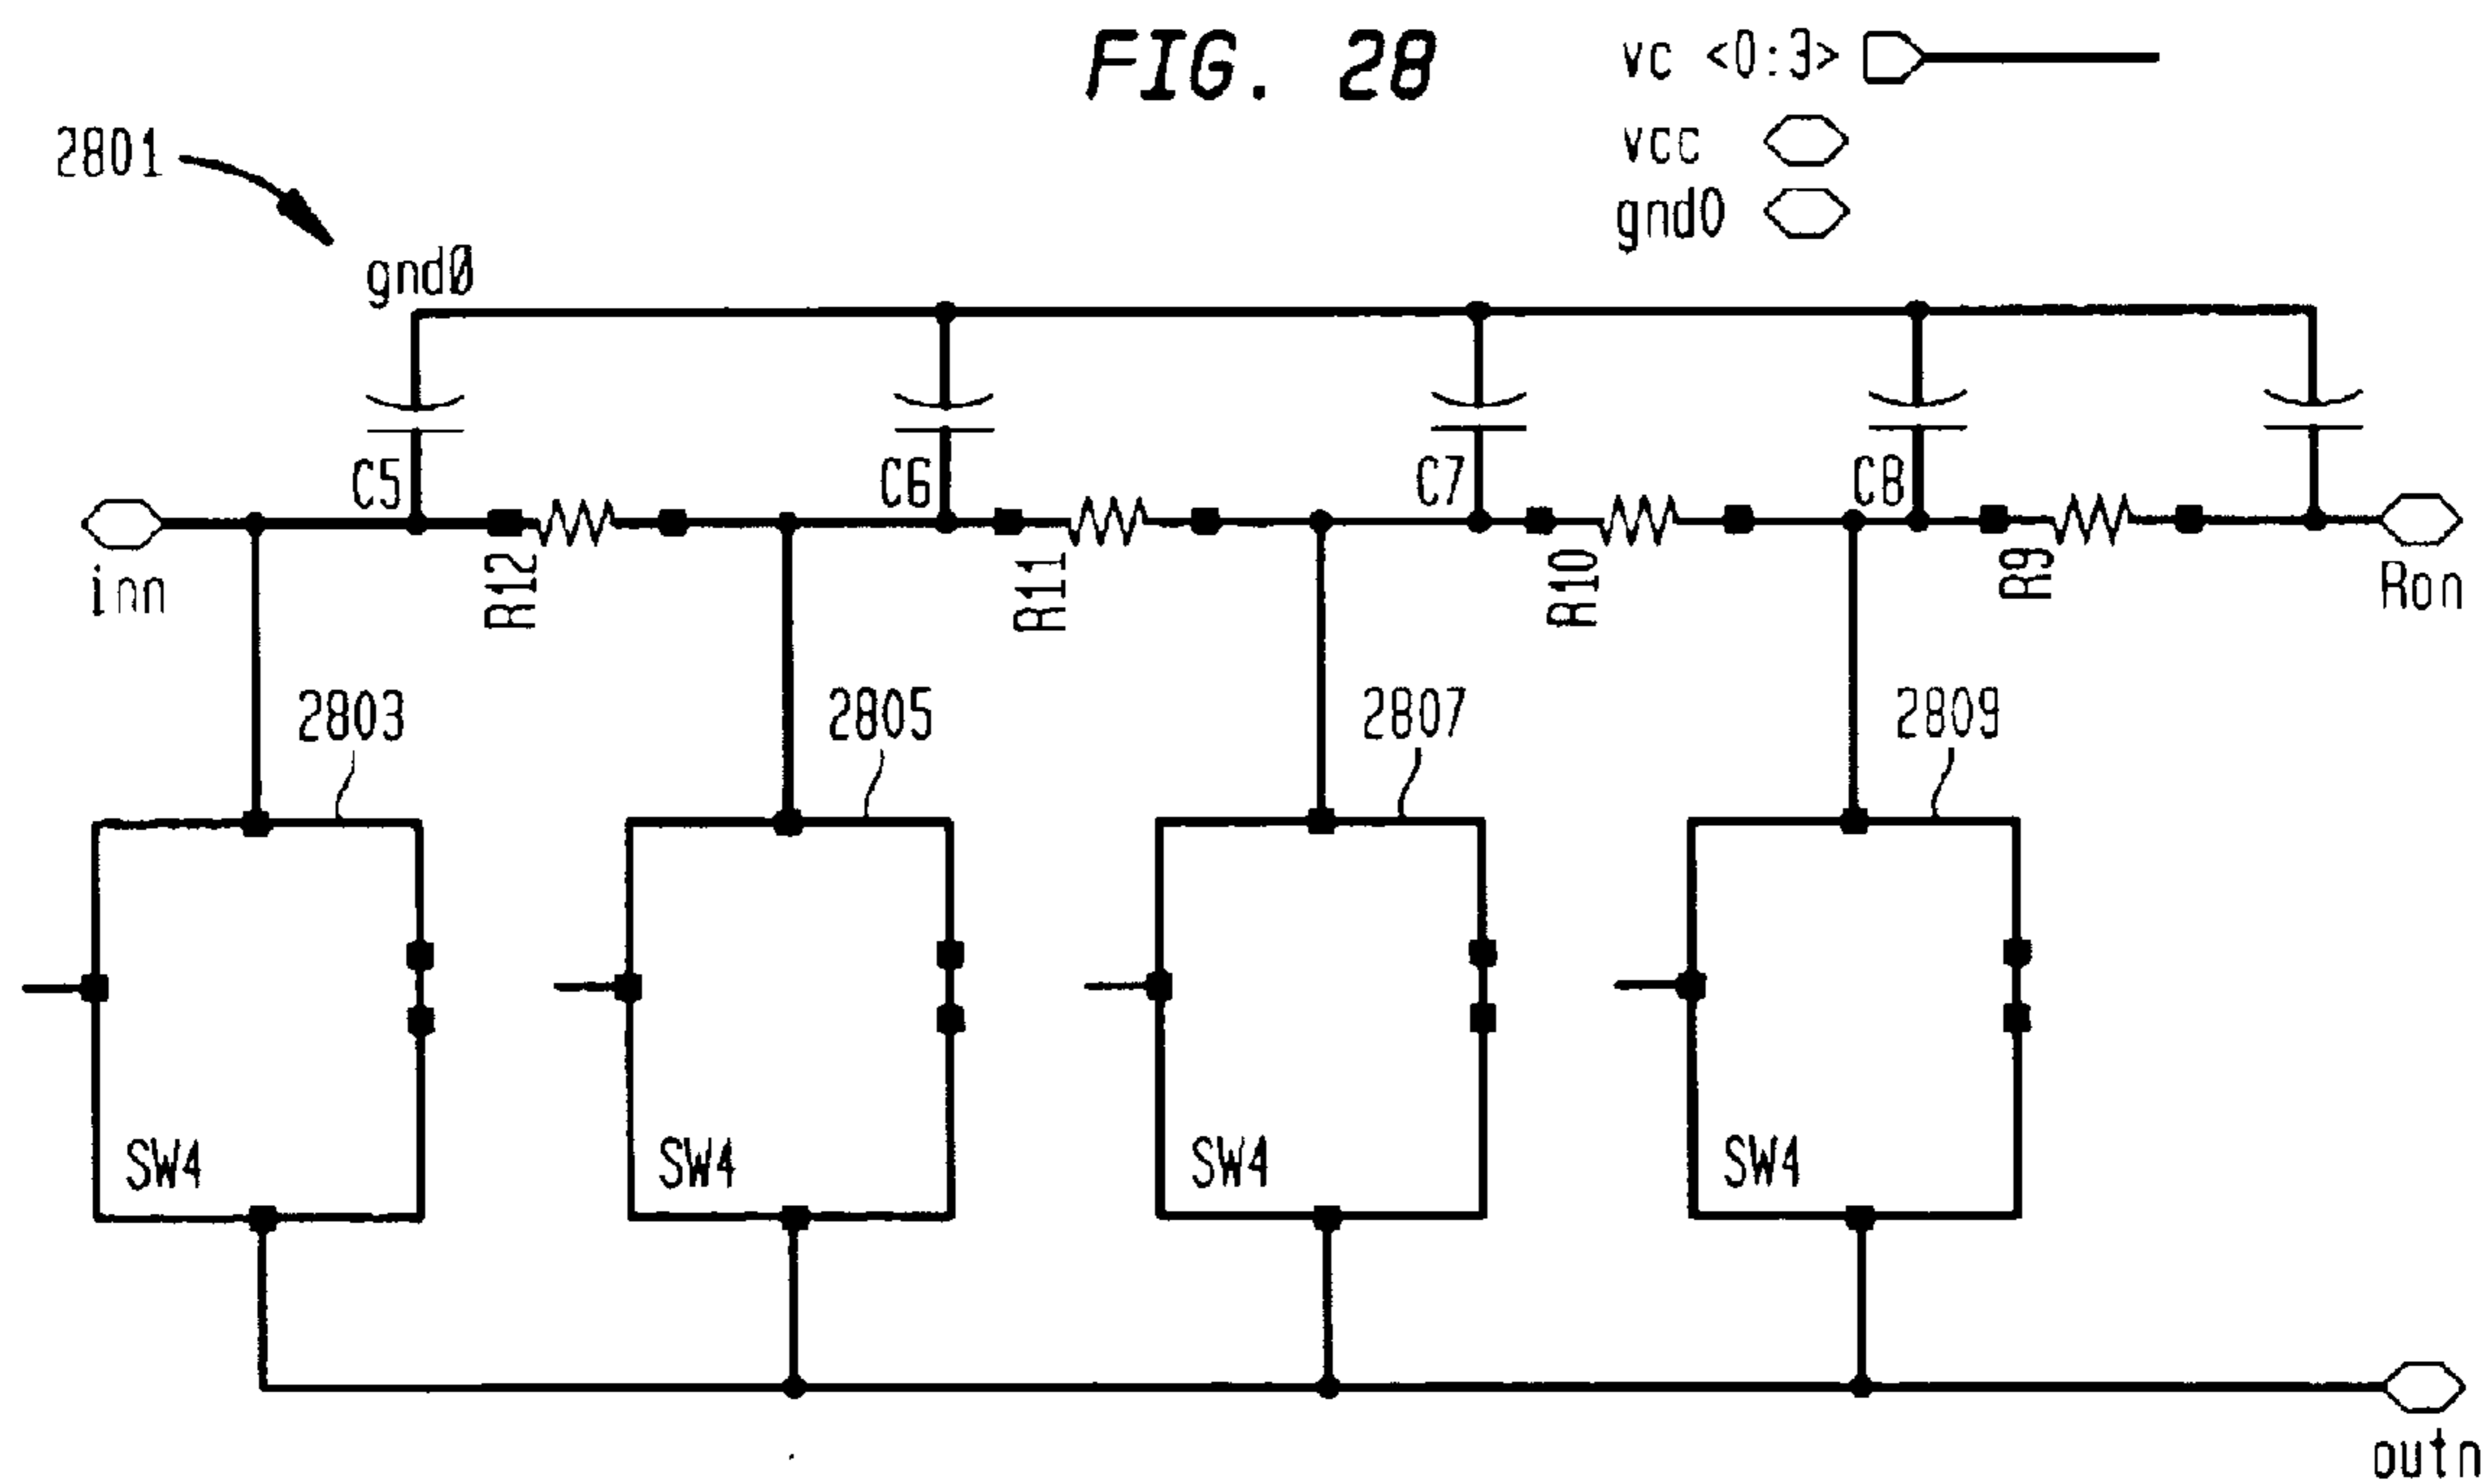 FIG. 28
vc <0:3>
vcc
gnd0
2801
gnd0
C5
C6
C7
C8
inn
R12
R11
R10
R9
Ron
2803
2805
2807
2809
SW4
SW4
SW4
SW4
outn